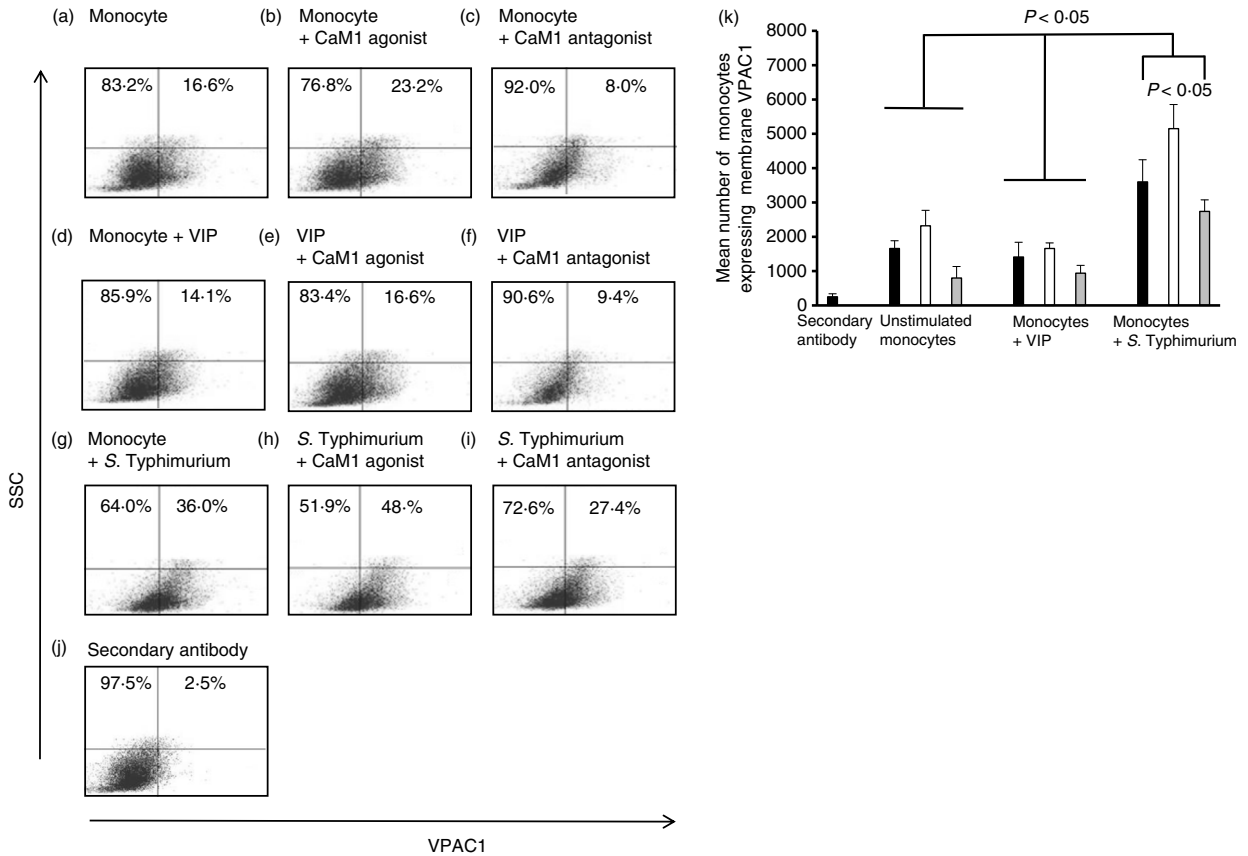 (a) Monocyte
(b) Monocyte
+ CaM1 agonist
(c) Monocyte
+ CaM1 antagonist
83·2% 16·6%
76·8% 23·2%
92·0% 8·0%
(d) Monocyte + VIP
(e) VIP
+ CaM1 agonist
(f) VIP
+ CaM1 antagonist
85·9% 14·1%
83·4% 16·6%
90·6% 9·4%
(g) Monocyte
+ S. Typhimurium
(h) S. Typhimurium
+ CaM1 agonist
(i) S. Typhimurium
+ CaM1 antagonist
64·0% 36·0%
51·9% 48·%
72·6% 27·4%
(j) Secondary antibody
97·5% 2·5%
SSC
VPAC1
(k)
P < 0·05
P < 0·05
Mean number of monocytes
expressing membrane VPAC1
8000
7000
6000
5000
4000
3000
2000
1000
0
Secondary
antibody
Unstimulated
monocytes
Monocytes
+ VIP
Monocytes
+ S. Typhimurium